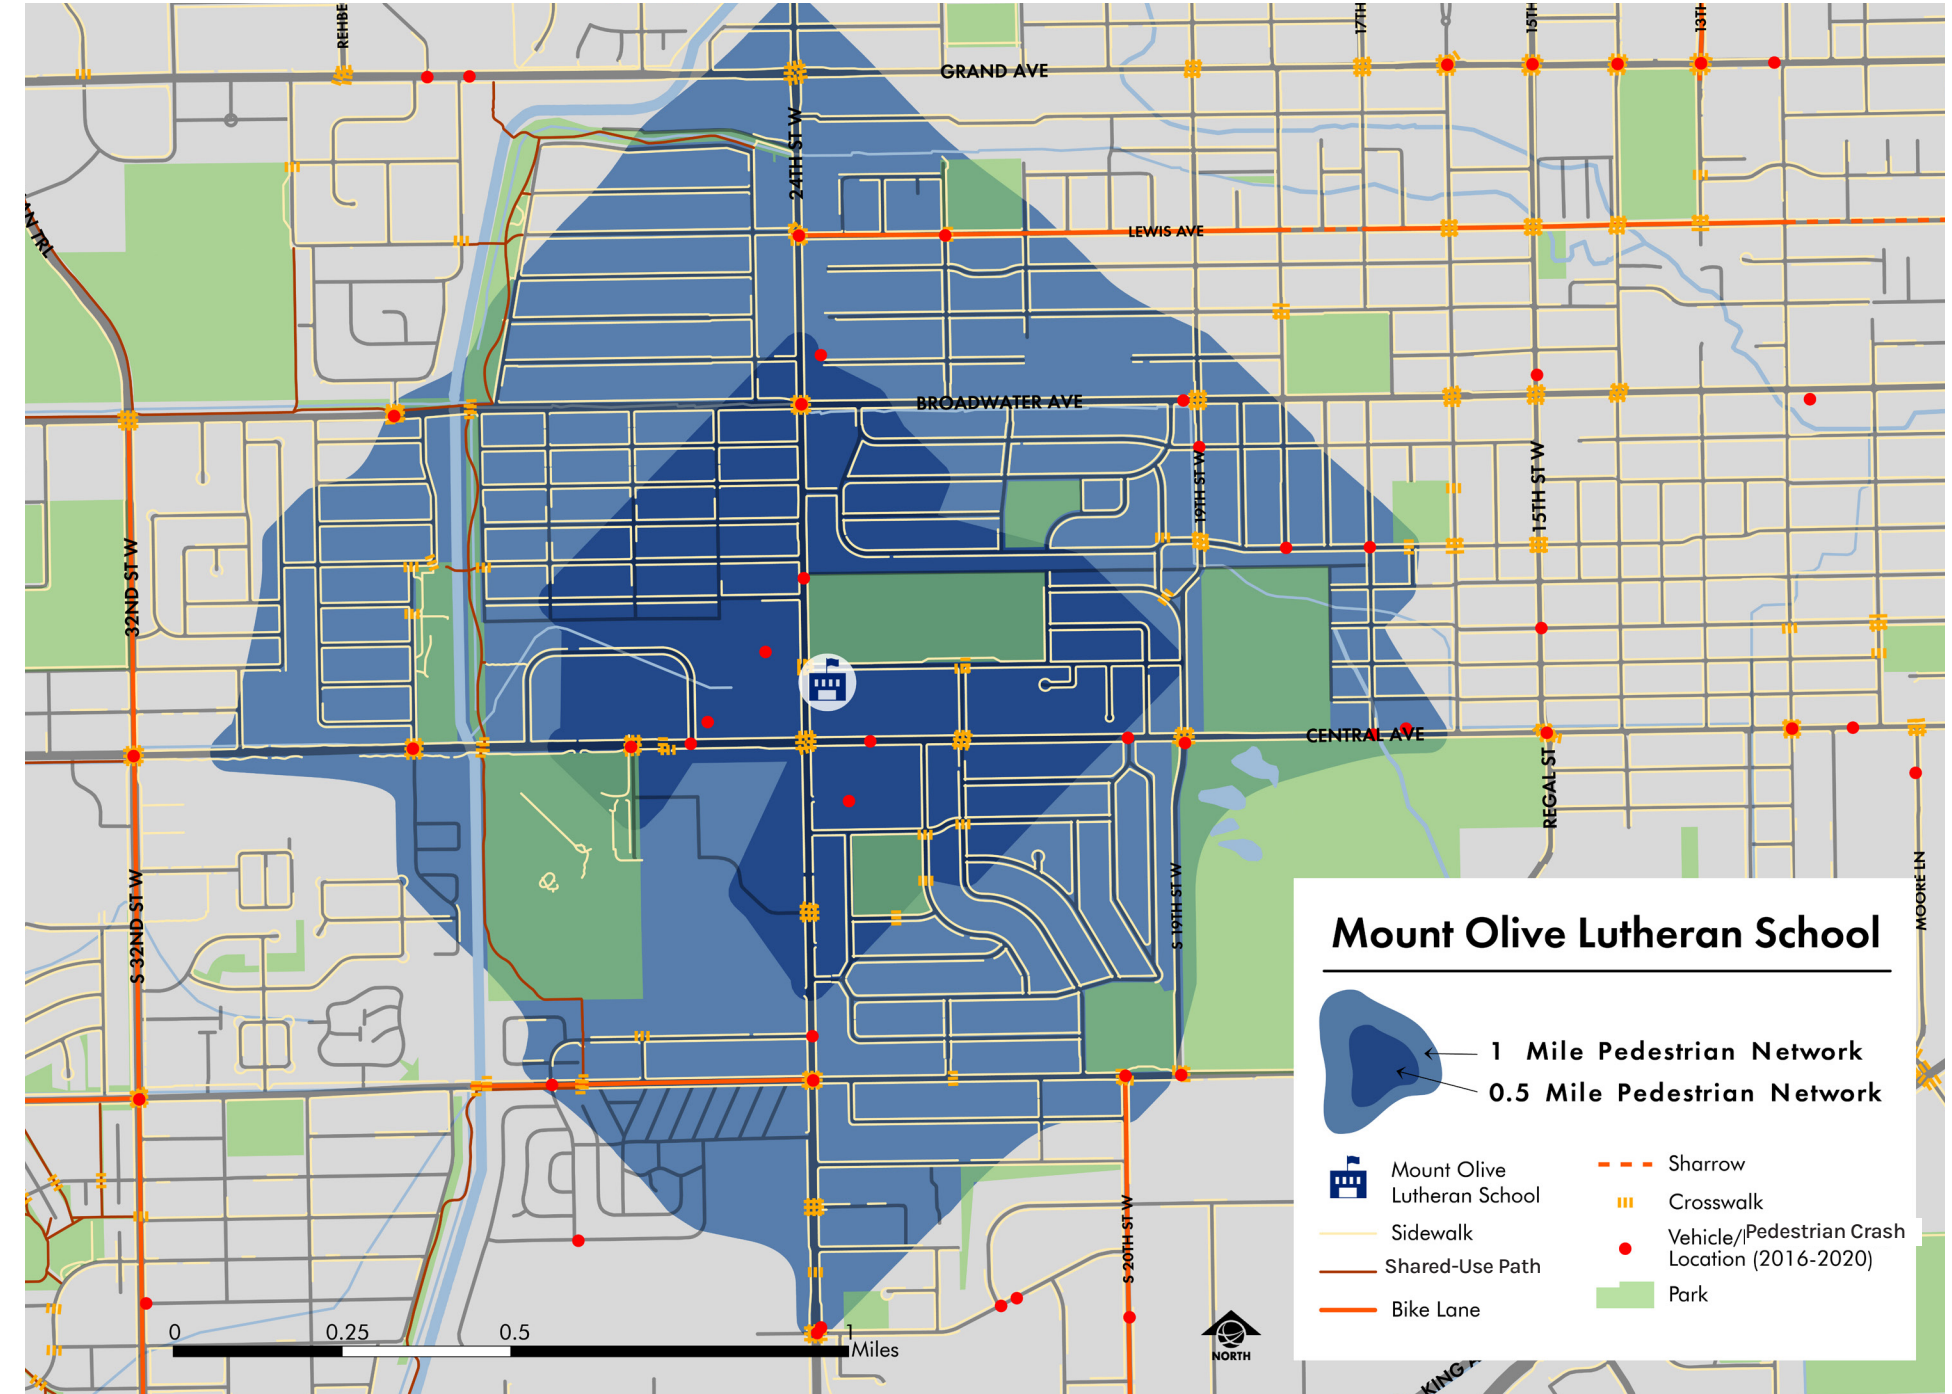 REHBE
17TH
15TH
13TH
GRAND AVE
24TH ST W
N TRL
LEWIS AVE
BROADWATER AVE
19TH ST W
15TH ST W
32ND ST W
CENTRAL AVE
REGAL ST
S 32ND ST W
S 19TH ST W
MOORE LN
S 20TH ST W
KING A
Mount Olive Lutheran School
1 Mile Pedestrian Network
0.5 Mile Pedestrian Network
Mount Olive
Lutheran School
Sidewalk
Shared-Use Path
Bike Lane
Sharrow
Crosswalk
Vehicle/Pedestrian Crash
Location (2016-2020)
Park
0 0.25 0.5 1
Miles
NORTH